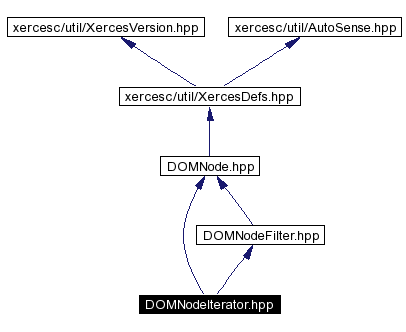 xercesc/util/XercesVersion.hpp
xercesc/util/AutoSense.hpp
xercesc/util/XercesDefs.hpp
DOMNode.hpp
DOMNodeFilter.hpp
DOMNodeIterator.hpp